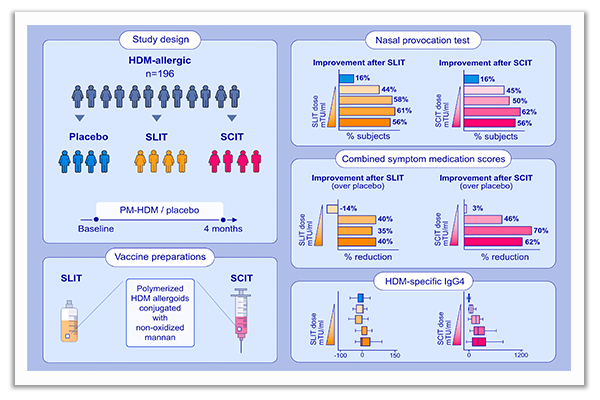 Study design
HDM-allergic
n=196
Placebo
SLIT
SCIT
PM-HDM / placebo
Baseline
4 months
Vaccine preparations
SLIT
SCIT
Polymerized
HDM allergoids
conjugated
with
non-oxidized
mannan
Nasal provocation test
Improvement after SLIT
SLIT dose
mTU/ml
16%
44%
58%
61%
56%
% subjects
Improvement after SCIT
SCIT dose
mTU/ml
16%
45%
50%
62%
56%
% subjects
Combined symptom medication scores
Improvement after SLIT
(over placebo)
SLIT dose
mTU/ml
-14%
40%
35%
40%
% reduction
Improvement after SCIT
(over placebo)
SCIT dose
mTU/ml
3%
46%
70%
62%
% reduction
HDM-specific IgG4
SLIT dose
mTU/ml
-100
0
150
SCIT dose
mTU/ml
0
1200